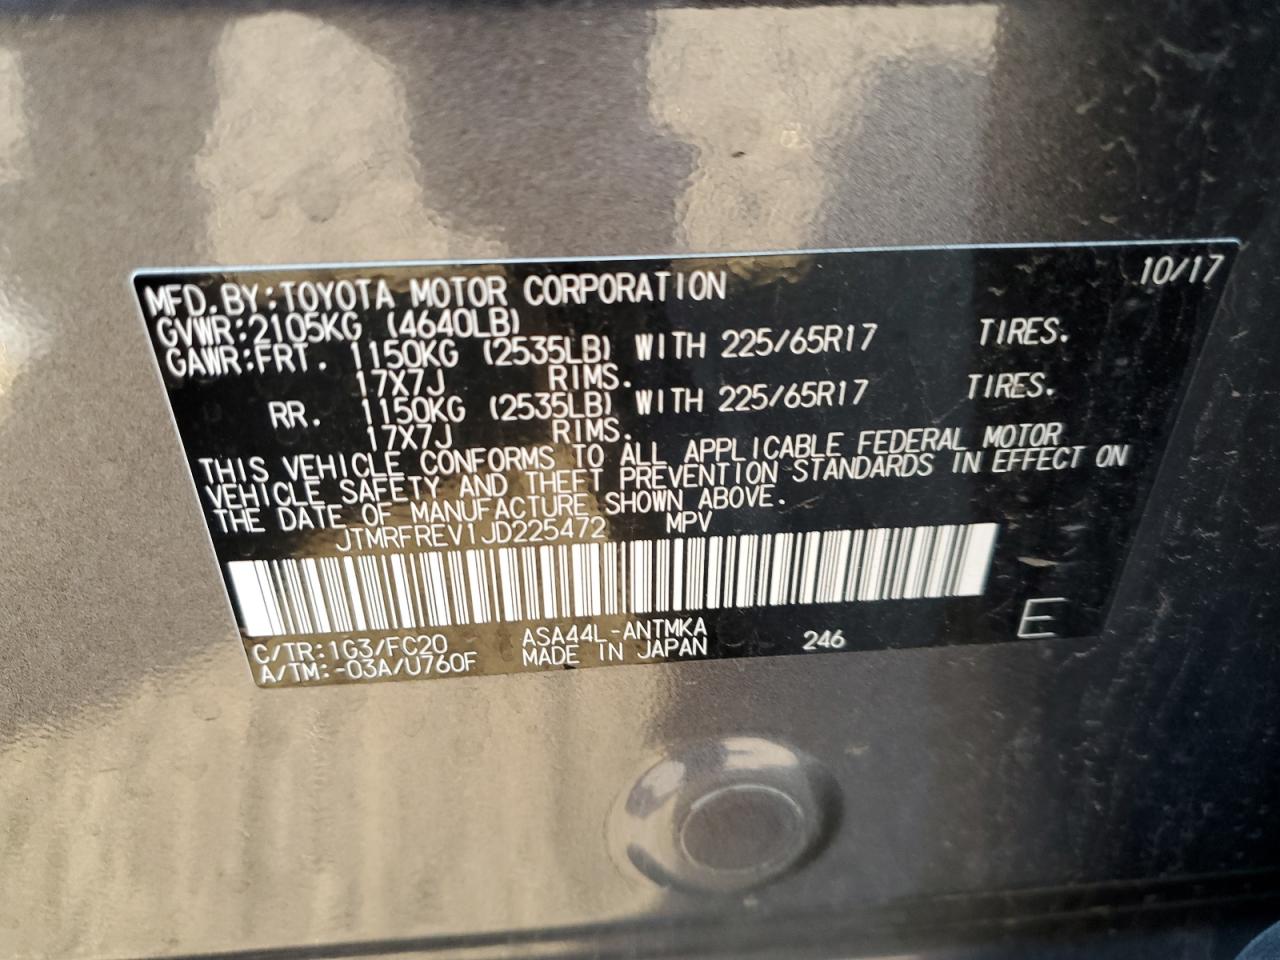 10/17
MFD.BY:TOYOTA MOTOR CORPORATION
GVWR:2105KG (4640LB)
GAWR:FRT. 1150KG (2535LB) WITH 225/65R17 TIRES.
17X7J RIMS.
RR. 1150KG (2535LB) WITH 225/65R17 TIRES.
17X7J RIMS.
THIS VEHICLE CONFORMS TO ALL APPLICABLE FEDERAL MOTOR
VEHICLE SAFETY AND THEFT PREVENTION STANDARDS IN EFFECT ON
THE DATE OF MANUFACTURE SHOWN ABOVE.
JTMRFREV1JD225472 MPV
C/TR:1G3/FC20 ASA44L-ANTMKA 246 E
A/TM:-03A/U760F MADE IN JAPAN